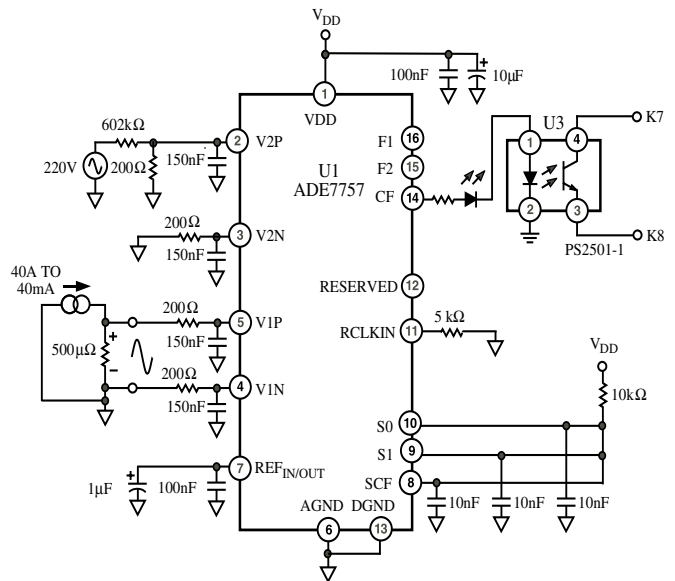 VDD
100nF
10µF
1
VDD
602kΩ
220V
200Ω
150nF
2
V2P
U1
ADE7757
F1
16
F2
15
CF
14
U3
1
4
2
3
K7
K8
PS2501-1
200Ω
150nF
3
V2N
40A TO
40mA
500µΩ
+
−
200Ω
150nF
5
V1P
200Ω
150nF
4
V1N
RESERVED
12
RCLKIN
11
5 kΩ
VDD
10kΩ
S0
10
S1
9
SCF
8
10nF
10nF
10nF
+
1µF
100nF
7
REFIN/OUT
AGND
DGND
6
13